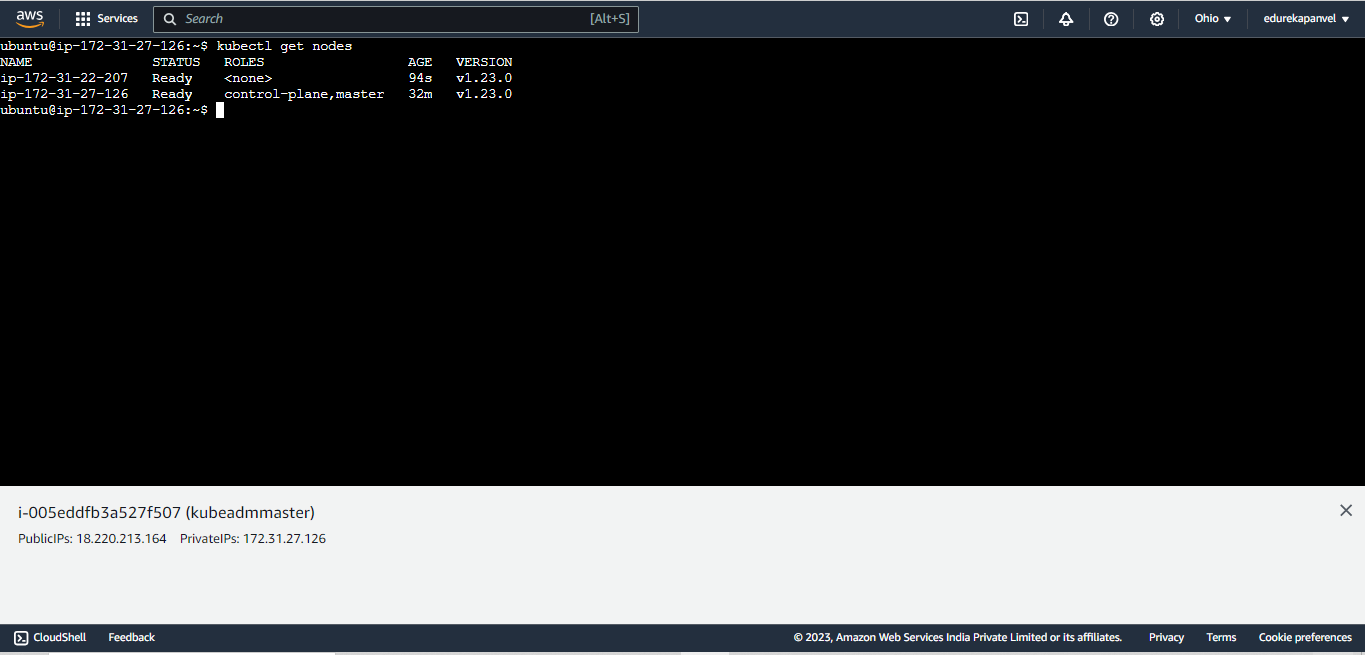 aws Services Search [Alt+S] Ohio ▼ edurekapanvel ▼
ubuntu@ip-172-31-27-126:~$ kubectl get nodes
NAME STATUS ROLES AGE VERSION
ip-172-31-22-207 Ready <none> 94s v1.23.0
ip-172-31-27-126 Ready control-plane,master 32m v1.23.0
ubuntu@ip-172-31-27-126:~$
i-005eddfb3a527f507 (kubeadmmaster)
PublicIPs: 18.220.213.164 PrivateIPs: 172.31.27.126
CloudShell Feedback © 2023, Amazon Web Services India Private Limited or its affiliates. Privacy Terms Cookie preferences